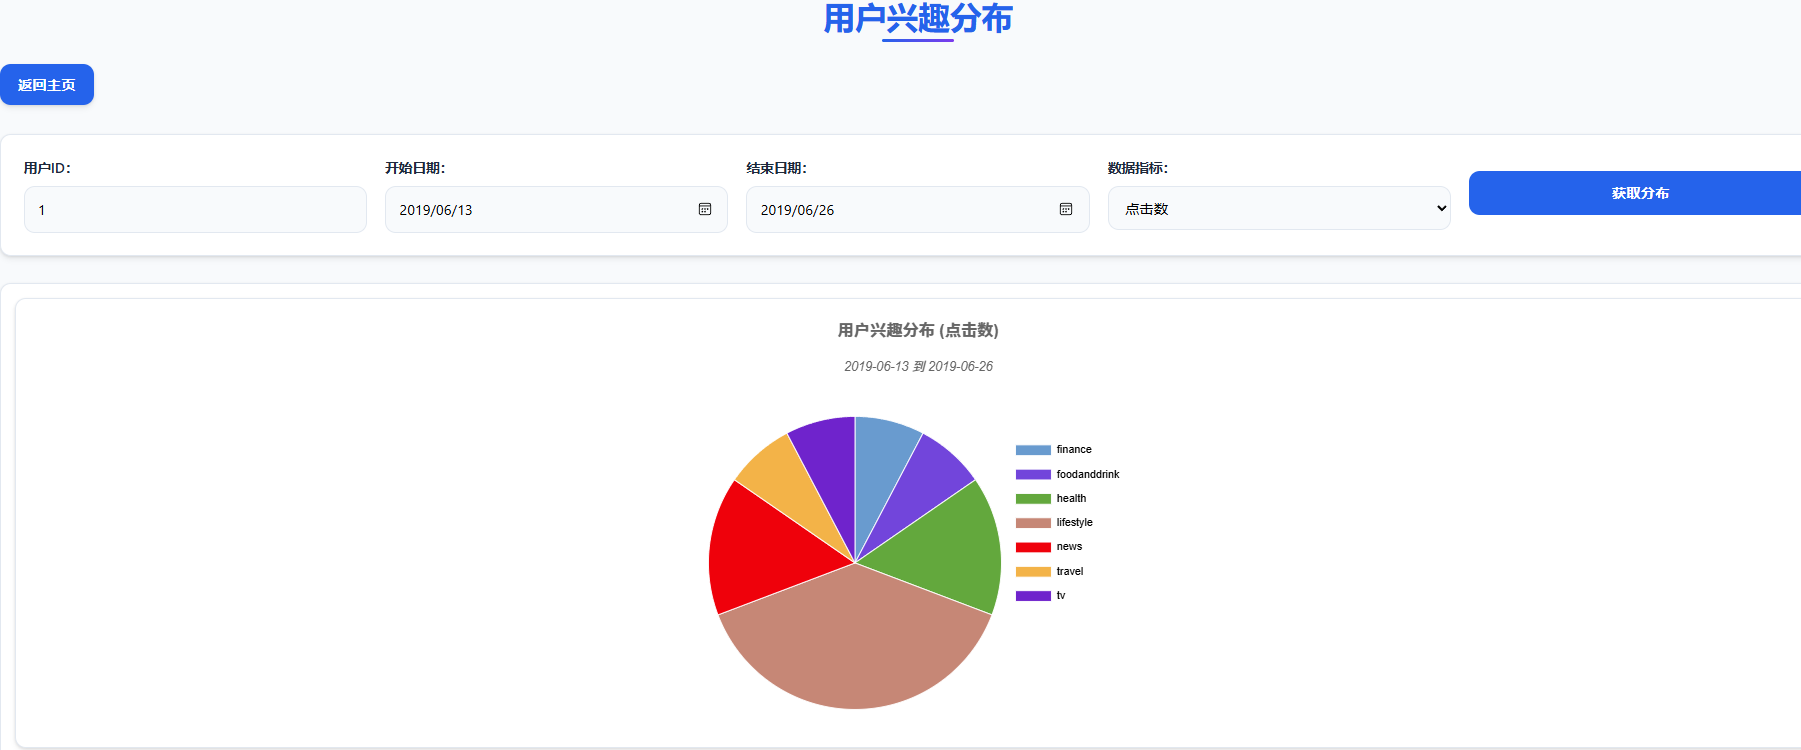 用户兴趣分布
返回主页
用户ID：
开始日期：
结束日期：
数据指标：
1
2019/06/13
2019/06/26
点击数
获取分布
用户兴趣分布 (点击数)
2019-06-13 到 2019-06-26
finance
foodanddrink
health
lifestyle
news
travel
tv